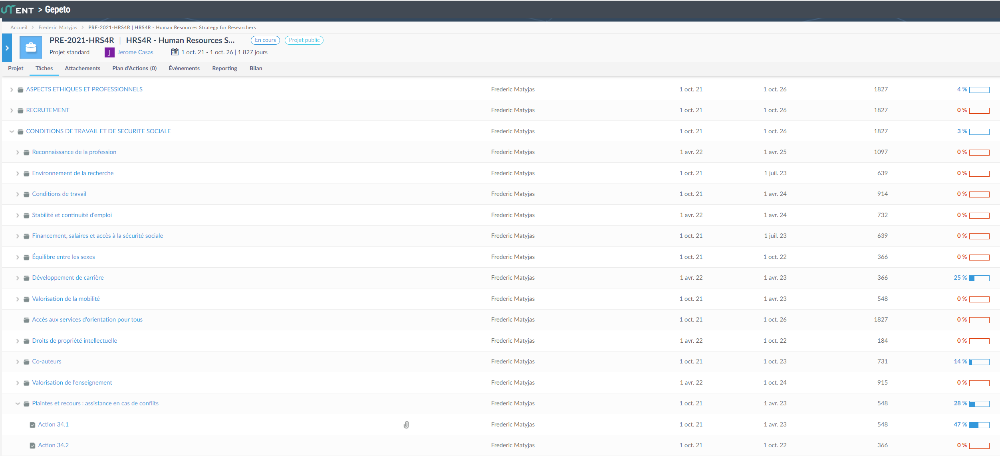 UT ENT > Gepeto
Accueil > Frederic Matyjas > PRE-2021-HRS4R | HRS4R - Human Resources Strategy for Researchers
PRE-2021-HRS4R | HRS4R - Human Resources S... En cours Projet public
Projet standard J Jerome Casas 1 oct. 21 - 1 oct. 26 | 1 827 jours
Projet Tâches Attachements Plan d'Actions (0) Évènements Reporting Bilan
ASPECTS ETHIQUES ET PROFESSIONNELS Frederic Matyjas 1 oct. 21 1 oct. 26 1827 4 %
RECRUTEMENT Frederic Matyjas 1 oct. 21 1 oct. 26 1827 0 %
CONDITIONS DE TRAVAIL ET DE SECURITE SOCIALE Frederic Matyjas 1 oct. 21 1 oct. 26 1827 3 %
Reconnaissance de la profession Frederic Matyjas 1 avr. 22 1 avr. 25 1097 0 %
Environnement de la recherche Frederic Matyjas 1 oct. 21 1 juil. 23 639 0 %
Conditions de travail Frederic Matyjas 1 oct. 21 1 avr. 24 914 0 %
Stabilité et continuité d'emploi Frederic Matyjas 1 avr. 22 1 avr. 24 732 0 %
Financement, salaires et accès à la sécurité sociale Frederic Matyjas 1 oct. 21 1 juil. 23 639 0 %
Équilibre entre les sexes Frederic Matyjas 1 oct. 21 1 oct. 22 366 0 %
Développement de carrière Frederic Matyjas 1 avr. 22 1 avr. 23 366 25 %
Valorisation de la mobilité Frederic Matyjas 1 oct. 21 1 avr. 23 548 0 %
Accès aux services d'orientation pour tous Frederic Matyjas 1 oct. 21 1 oct. 26 1827 0 %
Droits de propriété intellectuelle Frederic Matyjas 1 avr. 22 1 oct. 22 184 0 %
Co-auteurs Frederic Matyjas 1 oct. 21 1 oct. 23 731 14 %
Valorisation de l'enseignement Frederic Matyjas 1 avr. 22 1 oct. 24 915 0 %
Plaintes et recours : assistance en cas de conflits Frederic Matyjas 1 oct. 21 1 avr. 23 548 28 %
Action 34.1 Frederic Matyjas 1 oct. 21 1 avr. 23 548 47 %
Action 34.2 Frederic Matyjas 1 oct. 21 1 oct. 22 366 0 %